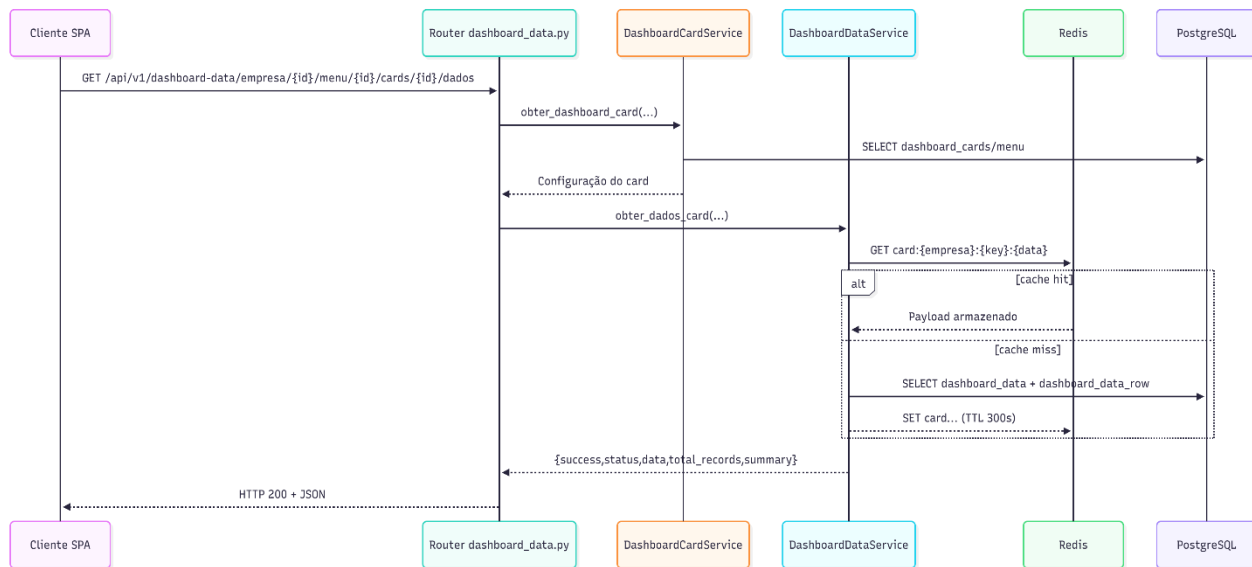 Cliente SPA
Router dashboard_data.py
DashboardCardService
DashboardDataService
Redis
PostgreSQL
GET /api/v1/dashboard-data/empresa/{id}/menu/{id}/cards/{id}/dados
obter_dashboard_card(...)
SELECT dashboard_cards/menu
Configuração do card
obter_dados_card(...)
GET card:{empresa}:{key}:{data}
alt
[cache hit]
Payload armazenado
[cache miss]
SELECT dashboard_data + dashboard_data_row
SET card... (TTL 300s)
{success,status,data,total_records,summary}
HTTP 200 + JSON
Cliente SPA
Router dashboard_data.py
DashboardCardService
DashboardDataService
Redis
PostgreSQL